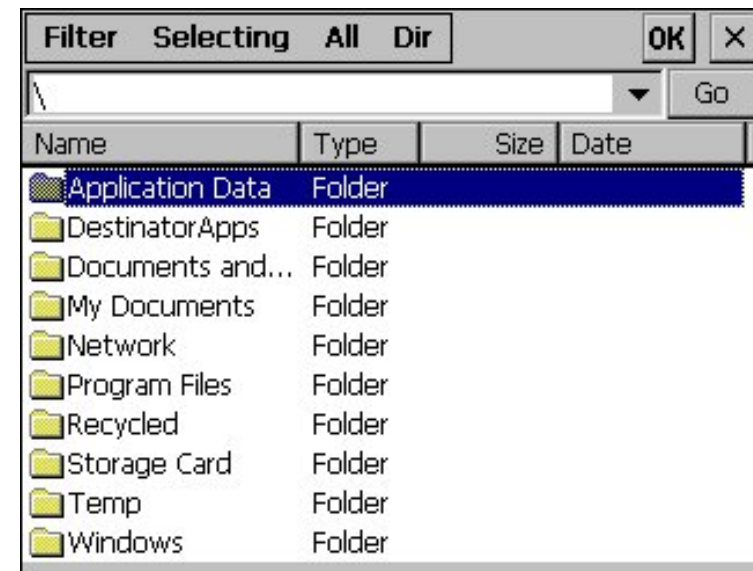 Filter Selecting All Dir OK ×
\ Go
Name Type Size Date
Application Data Folder
DestinatorApps Folder
Documents and... Folder
My Documents Folder
Network Folder
Program Files Folder
Recycled Folder
Storage Card Folder
Temp Folder
Windows Folder